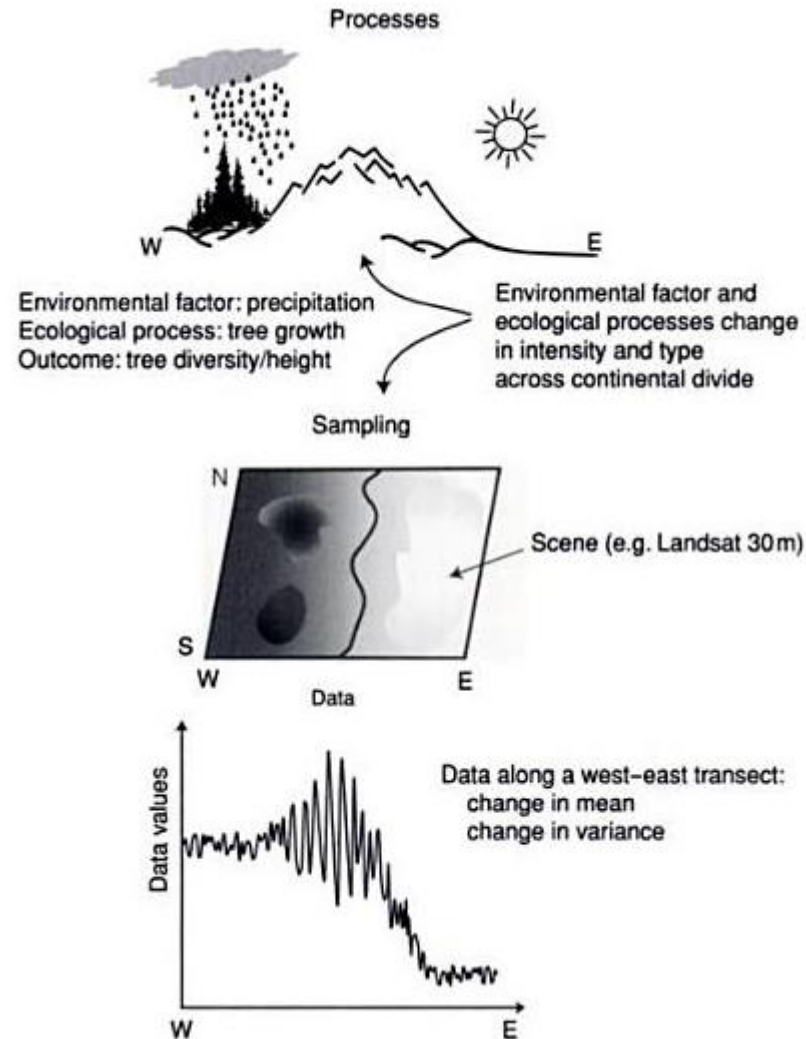 Processes
W
E
Environmental factor: precipitation
Ecological process: tree growth
Outcome: tree diversity/height
Environmental factor and
ecological processes change
in intensity and type
across continental divide
Sampling
N
Scene (e.g. Landsat 30 m)
S
W
E
Data
Data values
Data along a west–east transect:
change in mean
change in variance
W
E